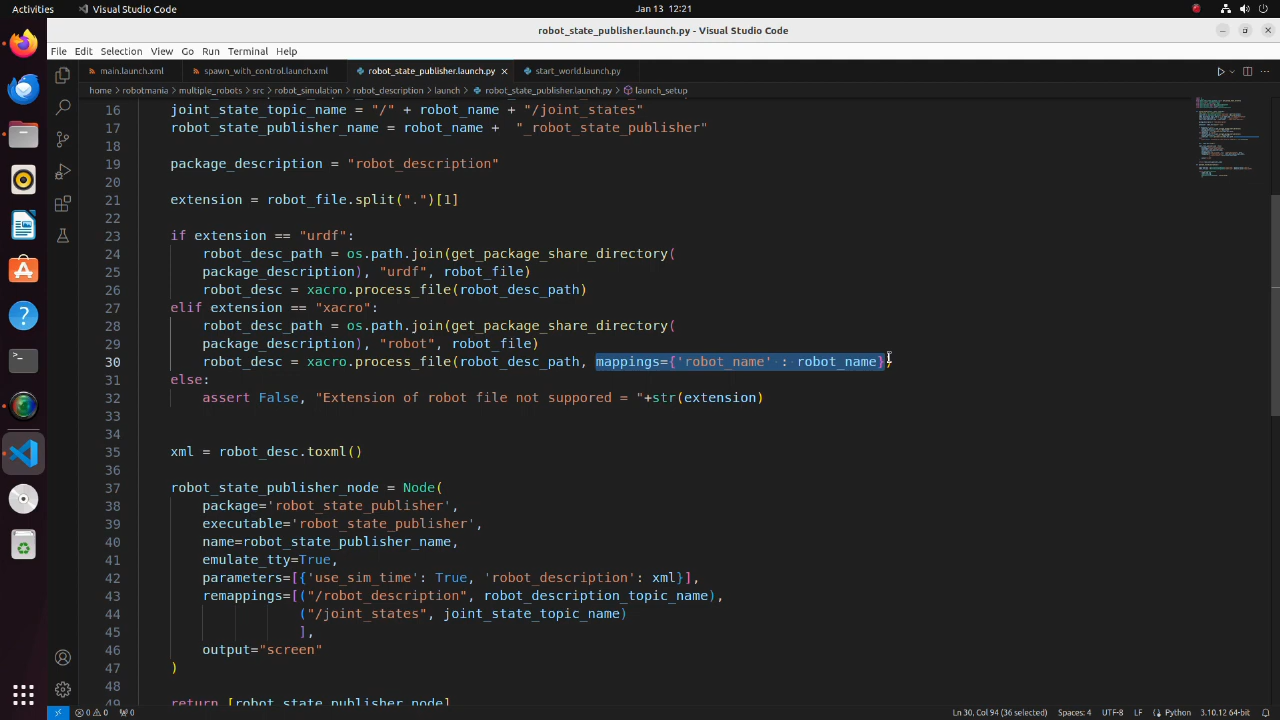 Activities
Visual Studio Code
Jan 13 12:21
robot_state_publisher.launch.py - Visual Studio Code
File Edit Selection View Go Run Terminal Help
main.launch.xml
spawn_with_control.launch.xml
robot_state_publisher.launch.py
start_world.launch.py
home > robotmania > multiple_robots > src > robot_simulation > robot_description > launch > robot_state_publisher.launch.py > launch_setup
16 joint_state_topic_name = "/" + robot_name + "/joint_states"
17 robot_state_publisher_name = robot_name + "_robot_state_publisher"
18
19 package_description = "robot_description"
20
21 extension = robot_file.split(".")[1]
22
23 if extension == "urdf":
24 robot_desc_path = os.path.join(get_package_share_directory(
25 package_description), "urdf", robot_file)
26 robot_desc = xacro.process_file(robot_desc_path)
27 elif extension == "xacro":
28 robot_desc_path = os.path.join(get_package_share_directory(
29 package_description), "robot", robot_file)
30 robot_desc = xacro.process_file(robot_desc_path, mappings={'robot_name' : robot_name})
31 else:
32 assert False, "Extension of robot file not suppored = "+str(extension)
33
34
35 xml = robot_desc.toxml()
36
37 robot_state_publisher_node = Node(
38 package='robot_state_publisher',
39 executable='robot_state_publisher',
40 name=robot_state_publisher_name,
41 emulate_tty=True,
42 parameters=[{'use_sim_time': True, 'robot_description': xml}],
43 remappings=[("/robot_description", robot_description_topic_name),
44 ("/joint_states", joint_state_topic_name)
45 ],
46 output="screen"
47 )
48
49 return [robot_state_publisher_node]
0 0 0
Ln 30, Col 94 (36 selected) Spaces: 4 UTF-8 LF Python 3.10.12 64-bit